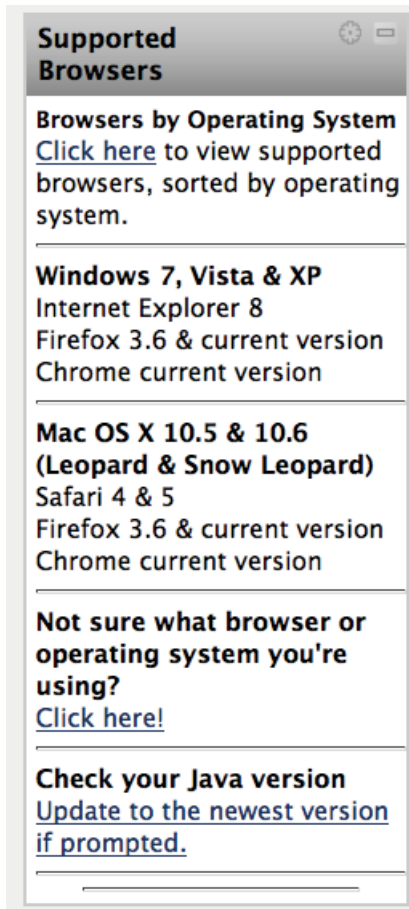 Supported
Browsers
Browsers by Operating System
Click here to view supported
browsers, sorted by operating
system.
Windows 7, Vista & XP
Internet Explorer 8
Firefox 3.6 & current version
Chrome current version
Mac OS X 10.5 & 10.6
(Leopard & Snow Leopard)
Safari 4 & 5
Firefox 3.6 & current version
Chrome current version
Not sure what browser or
operating system you're
using?
Click here!
Check your Java version
Update to the newest version
if prompted.